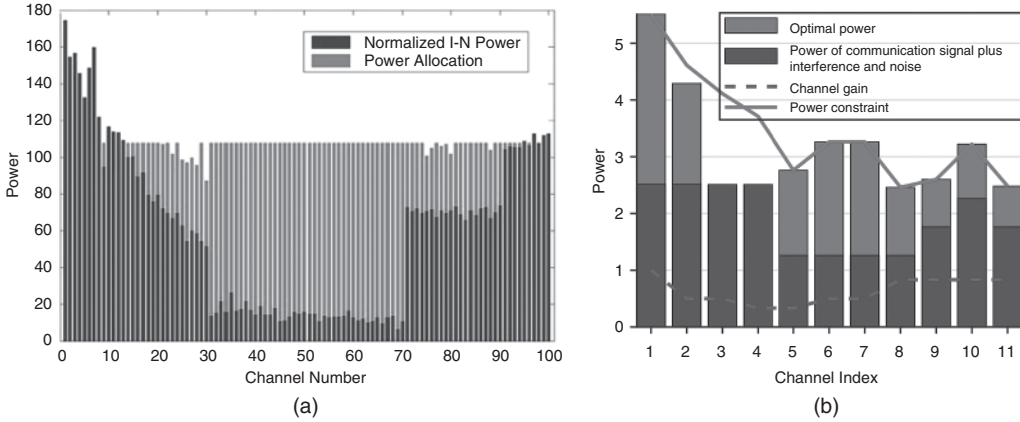 180
160
140
120
100
80
60
40
20
0
Power
Normalized I-N Power
Power Allocation
0 10 20 30 40 50 60 70 80 90 100
Channel Number
(a)
5
4
3
2
1
0
Power
Optimal power
Power of communication signal plus
interference and noise
Channel gain
Power constraint
1 2 3 4 5 6 7 8 9 10 11
Channel Index
(b)